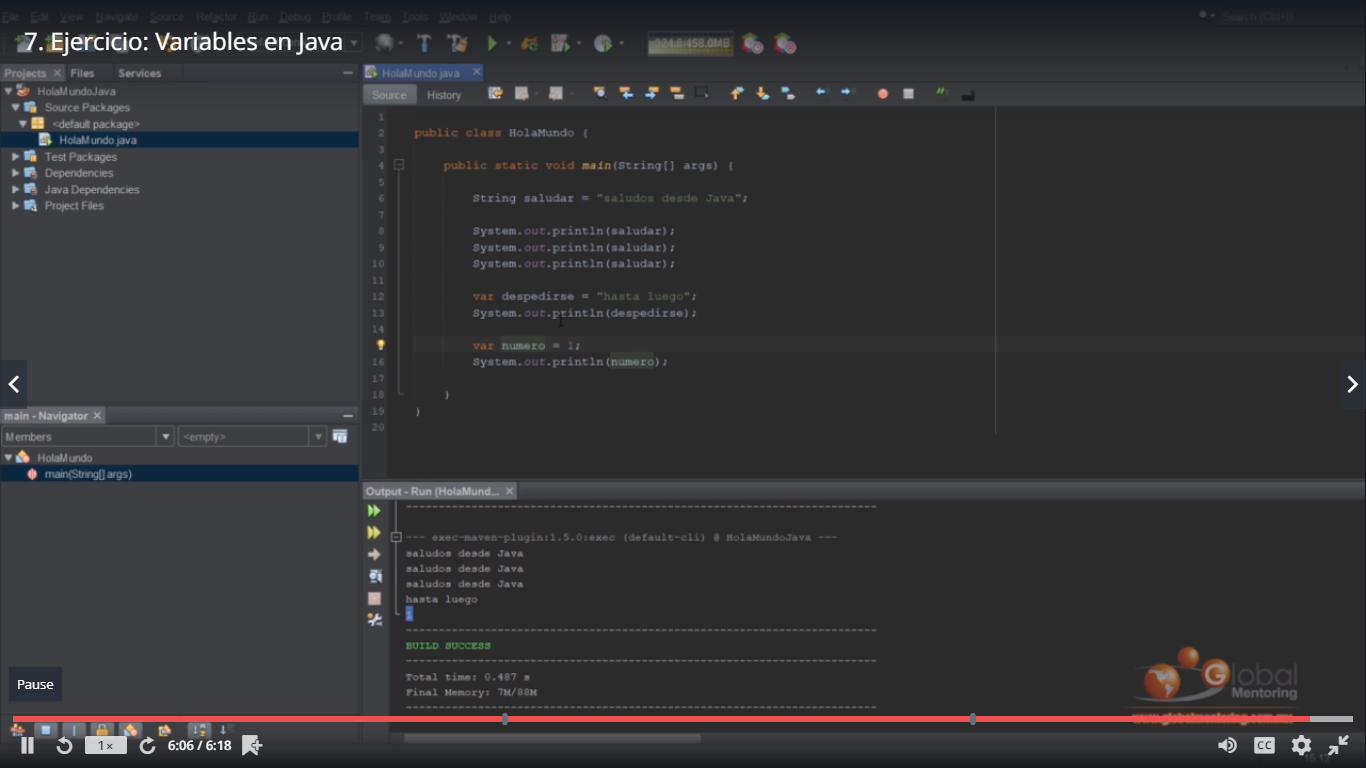 File Edit View Navigate Source Refactor Run Debug Profile Team Tools Window Help
Search (Ctrl+I)
7. Ejercicio: Variables en Java
Projects Files Services
HolaMundoJava
Source Packages
<default package>
HolaMundo.java
Test Packages
Dependencies
Java Dependencies
Project Files
HolaMundo.java
Source History
1
2 public class HolaMundo {
3
4 public static void main(String[] args) {
5
6 String saludar = "saludos desde Java";
7
8 System.out.println(saludar);
9 System.out.println(saludar);
10 System.out.println(saludar);
11
12 var despedirse = "hasta luego";
13 System.out.println(despedirse);
14
var numero = 1;
16 System.out.println(numero);
17
18 }
19 }
20
main - Navigator
Members <empty>
HolaMundo
main(String[] args)
Output - Run (HolaMund...
------------------------------------------------------------------------
--- exec-maven-plugin:1.5.0:exec (default-cli) @ HolaMundoJava ---
saludos desde Java
saludos desde Java
saludos desde Java
hasta luego
1
------------------------------------------------------------------------
BUILD SUCCESS
------------------------------------------------------------------------
Total time: 0.487 s
Final Memory: 7M/88M
------------------------------------------------------------------------
Global
Mentoring
www.globalmentoring.com.mx
Pause
1×
6:06 / 6:18
CC